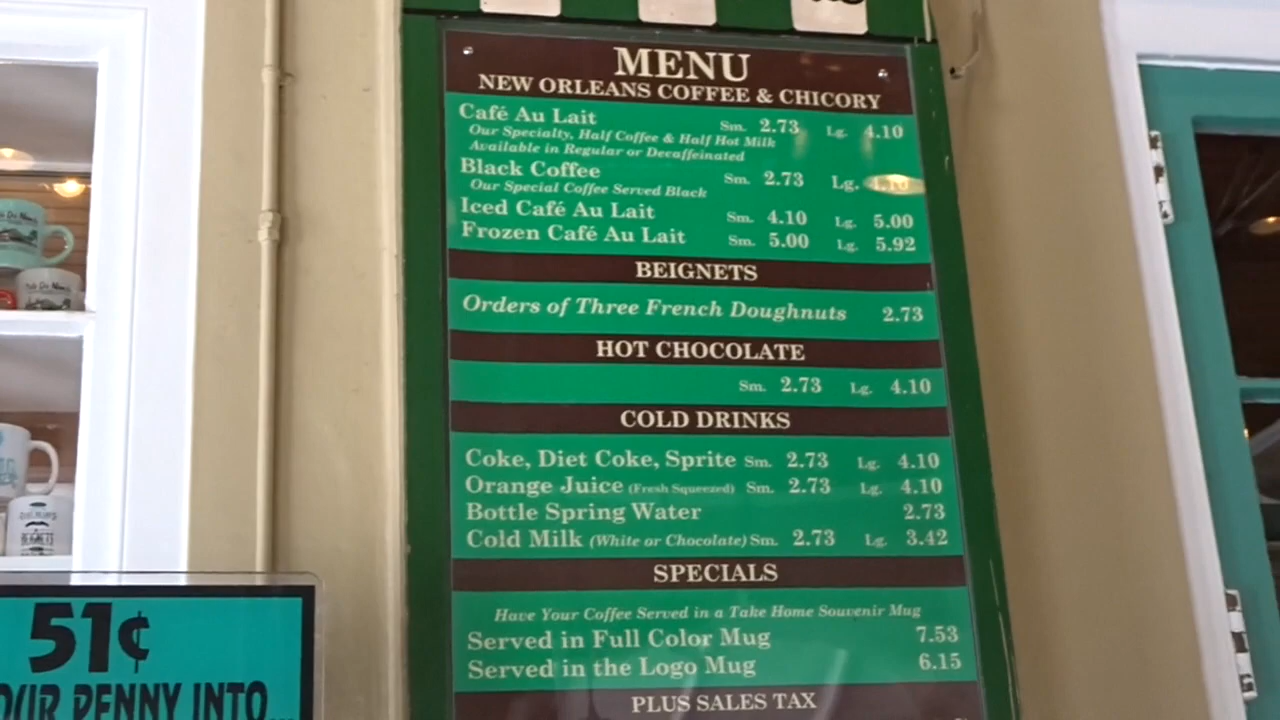 MENU
NEW ORLEANS COFFEE & CHICORY
Café Au Lait Sm. 2.73 Lg. 4.10
Our Specialty, Half Coffee & Half Hot Milk
Available in Regular or Decaffeinated
Black Coffee Sm. 2.73 Lg. 4.10
Our Special Coffee Served Black
Iced Café Au Lait Sm. 4.10 Lg. 5.00
Frozen Café Au Lait Sm. 5.00 Lg. 5.92
BEIGNETS
Orders of Three French Doughnuts 2.73
HOT CHOCOLATE
Sm. 2.73 Lg. 4.10
COLD DRINKS
Coke, Diet Coke, Sprite Sm. 2.73 Lg. 4.10
Orange Juice (Fresh Squeezed) Sm. 2.73 Lg. 4.10
Bottle Spring Water 2.73
Cold Milk (White or Chocolate) Sm. 2.73 Lg. 3.42
SPECIALS
Have Your Coffee Served in a Take Home Souvenir Mug
Served in Full Color Mug 7.53
Served in the Logo Mug 6.15
PLUS SALES TAX
51¢
OUR PENNY INTO...